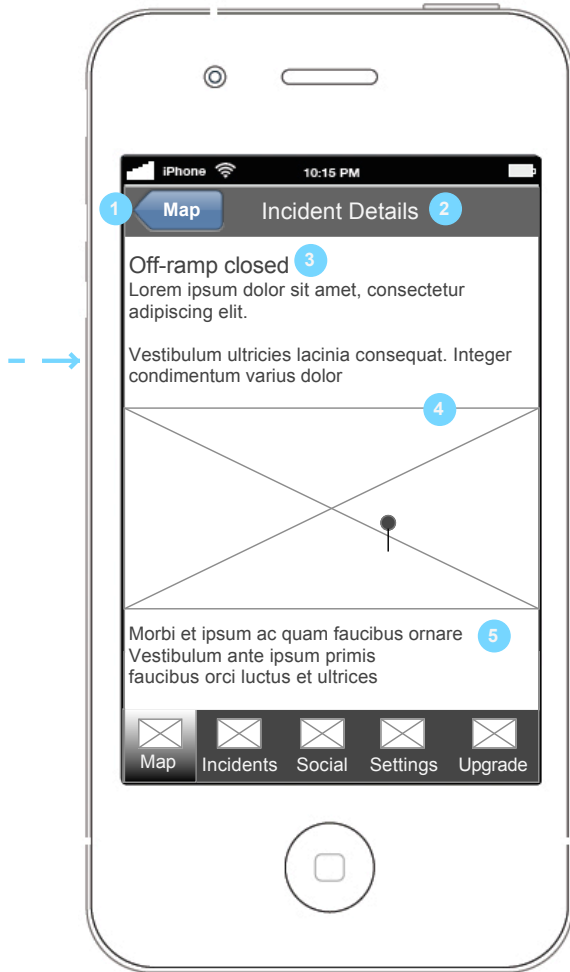 iPhone 10:15 PM
1 Map Incident Details 2
Off-ramp closed 3
Lorem ipsum dolor sit amet, consectetur
adipiscing elit.
Vestibulum ultricies lacinia consequat. Integer
condimentum varius dolor
4
Morbi et ipsum ac quam faucibus ornare 5
Vestibulum ante ipsum primis
faucibus orci luctus et ultrices
Map Incidents Social Settings Upgrade